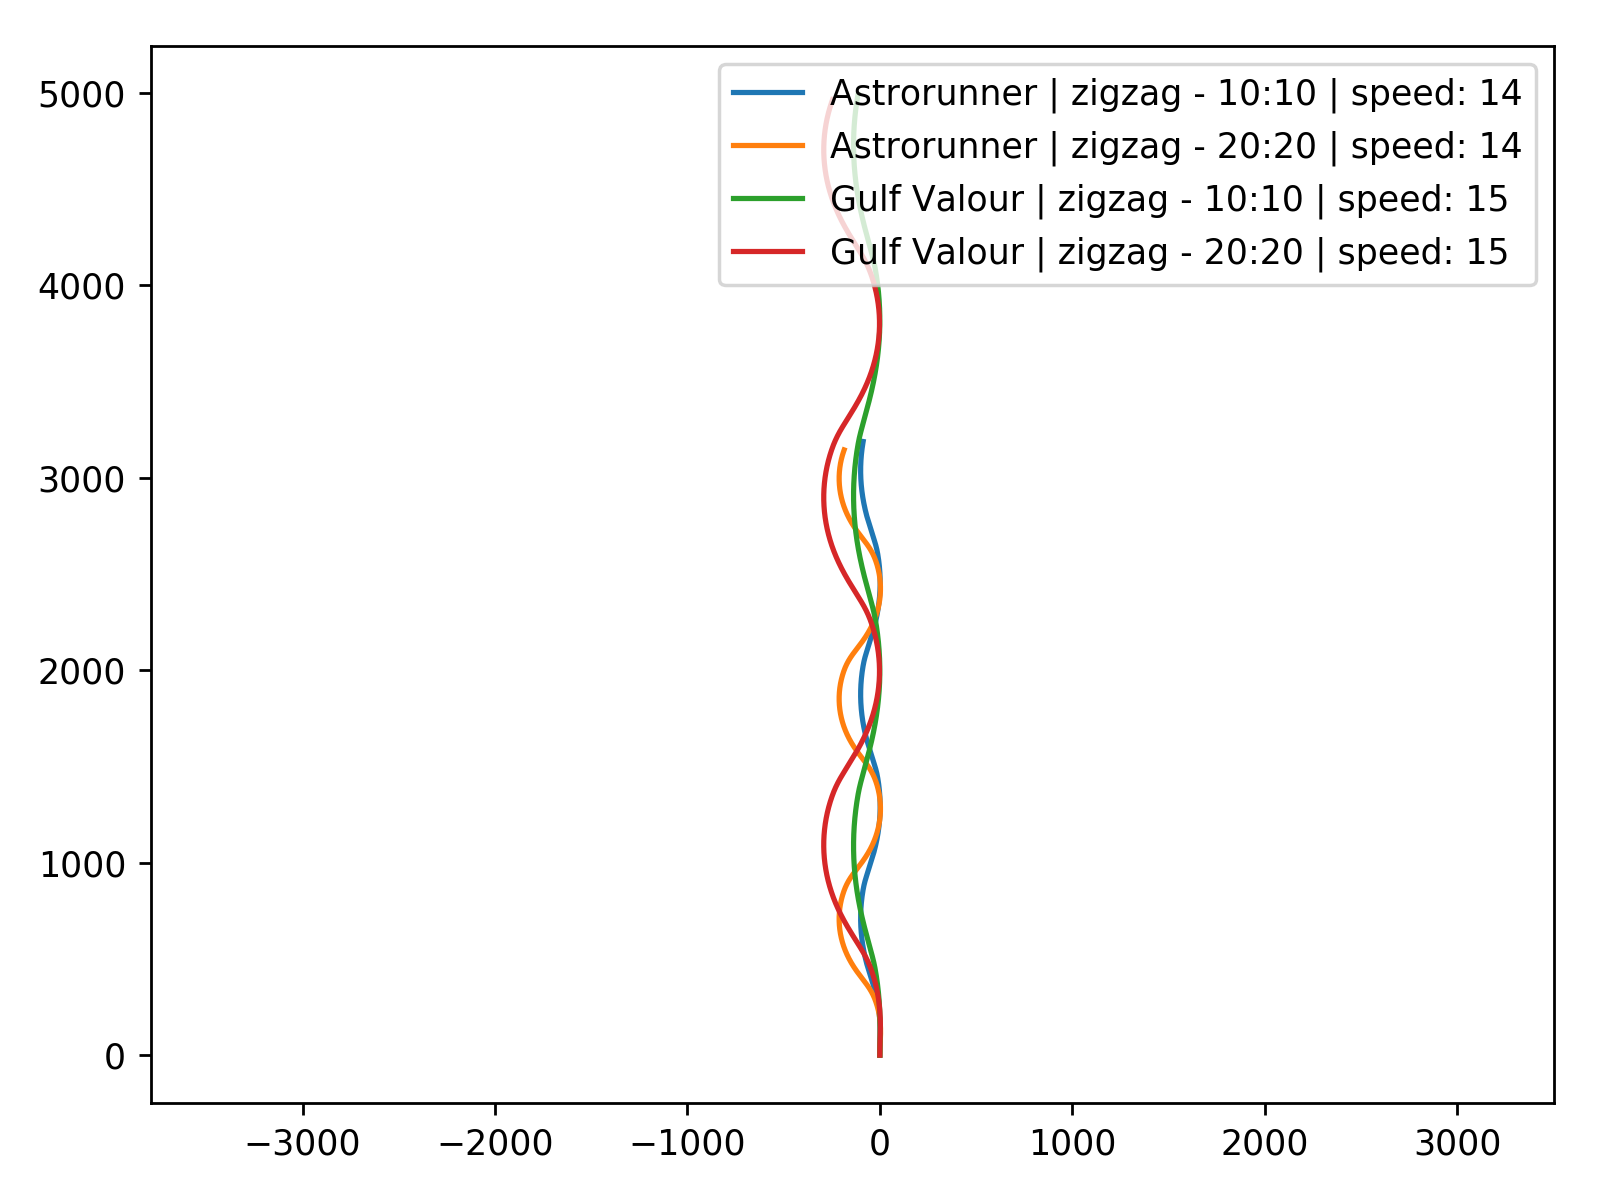 Astrorunner | zigzag - 10:10 | speed: 14
Astrorunner | zigzag - 20:20 | speed: 14
Gulf Valour | zigzag - 10:10 | speed: 15
Gulf Valour | zigzag - 20:20 | speed: 15
5000
4000
3000
2000
1000
0
−3000 −2000 −1000 0 1000 2000 3000